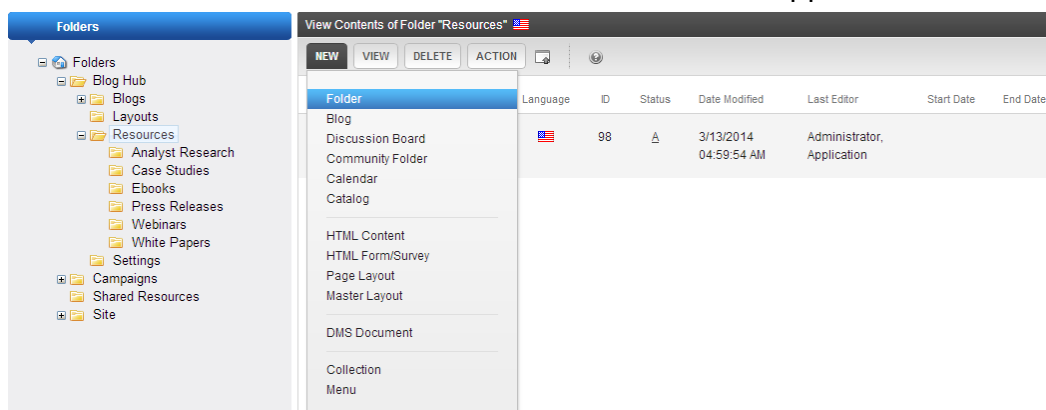 Folders
Folders
Blog Hub
Blogs
Layouts
Resources
Analyst Research
Case Studies
Ebooks
Press Releases
Webinars
White Papers
Settings
Campaigns
Shared Resources
Site
View Contents of Folder "Resources"
NEW VIEW DELETE ACTION
Language ID Status Date Modified Last Editor Start Date End Date
98 A 3/13/2014 Administrator,
04:59:54 AM Application
Folder
Blog
Discussion Board
Community Folder
Calendar
Catalog
HTML Content
HTML Form/Survey
Page Layout
Master Layout
DMS Document
Collection
Menu